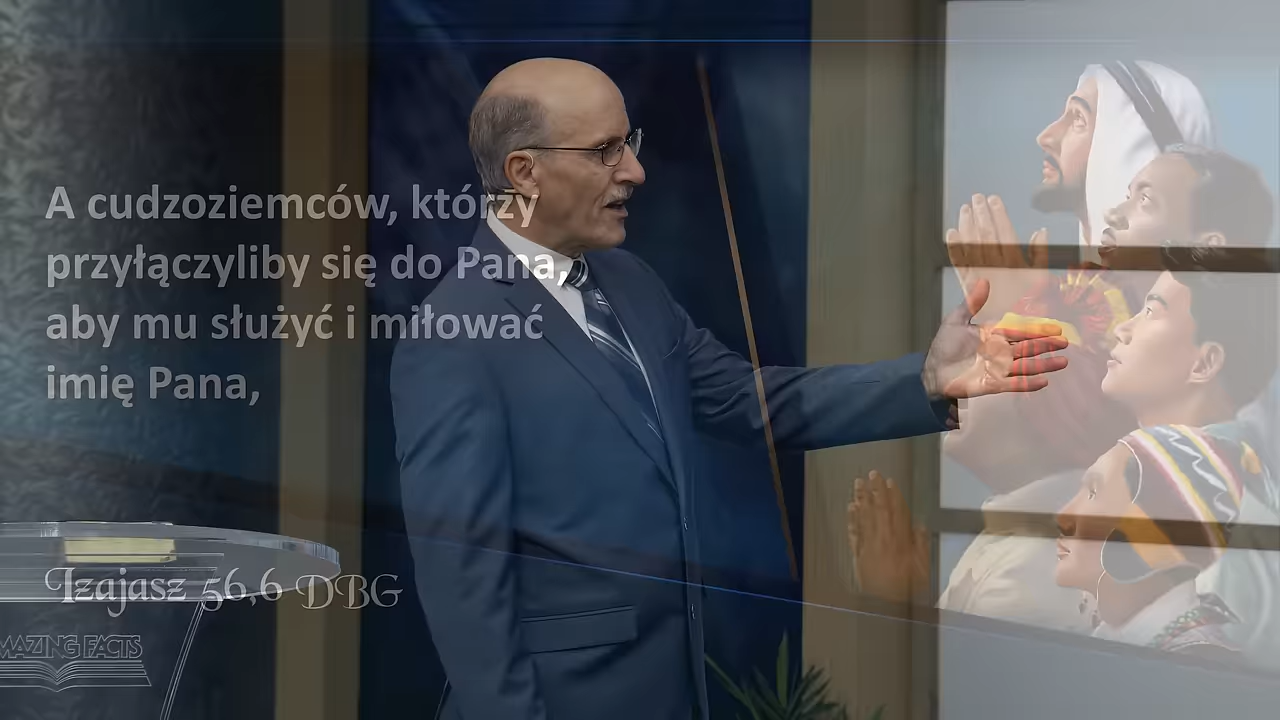 A cudzoziemców, którzy
przyłączyliby się do Pana,
aby mu służyć i miłować
imię Pana,
Izajasz 56,6 DBG
AMAZING FACTS